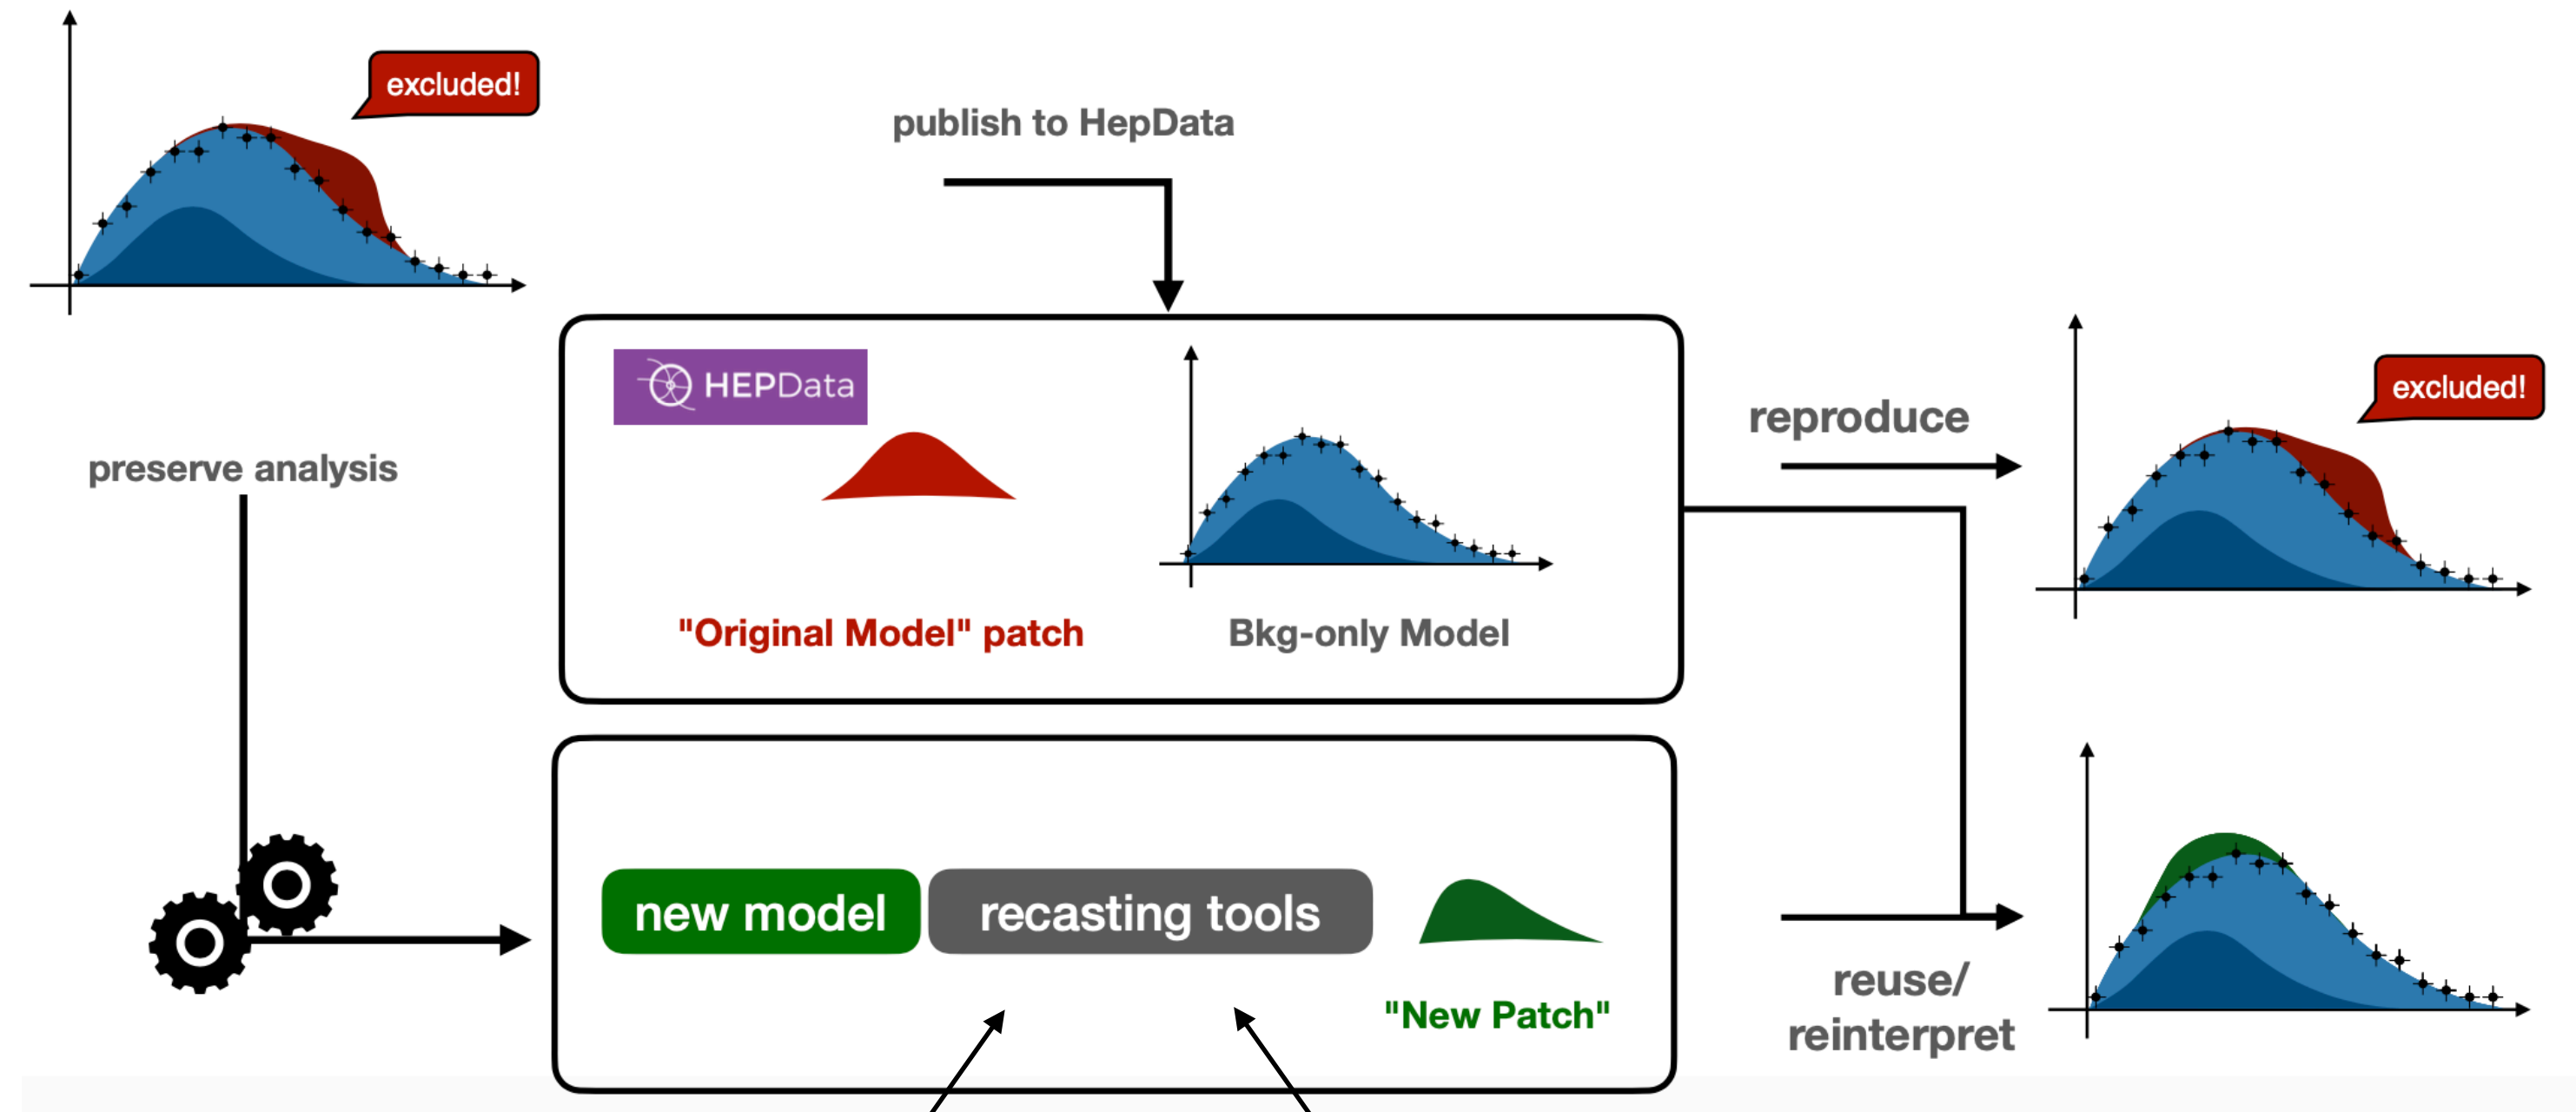 excluded!
publish to HepData
preserve analysis
HEPData
"Original Model" patch
Bkg-only Model
reproduce
excluded!
new model
recasting tools
"New Patch"
reuse/
reinterpret